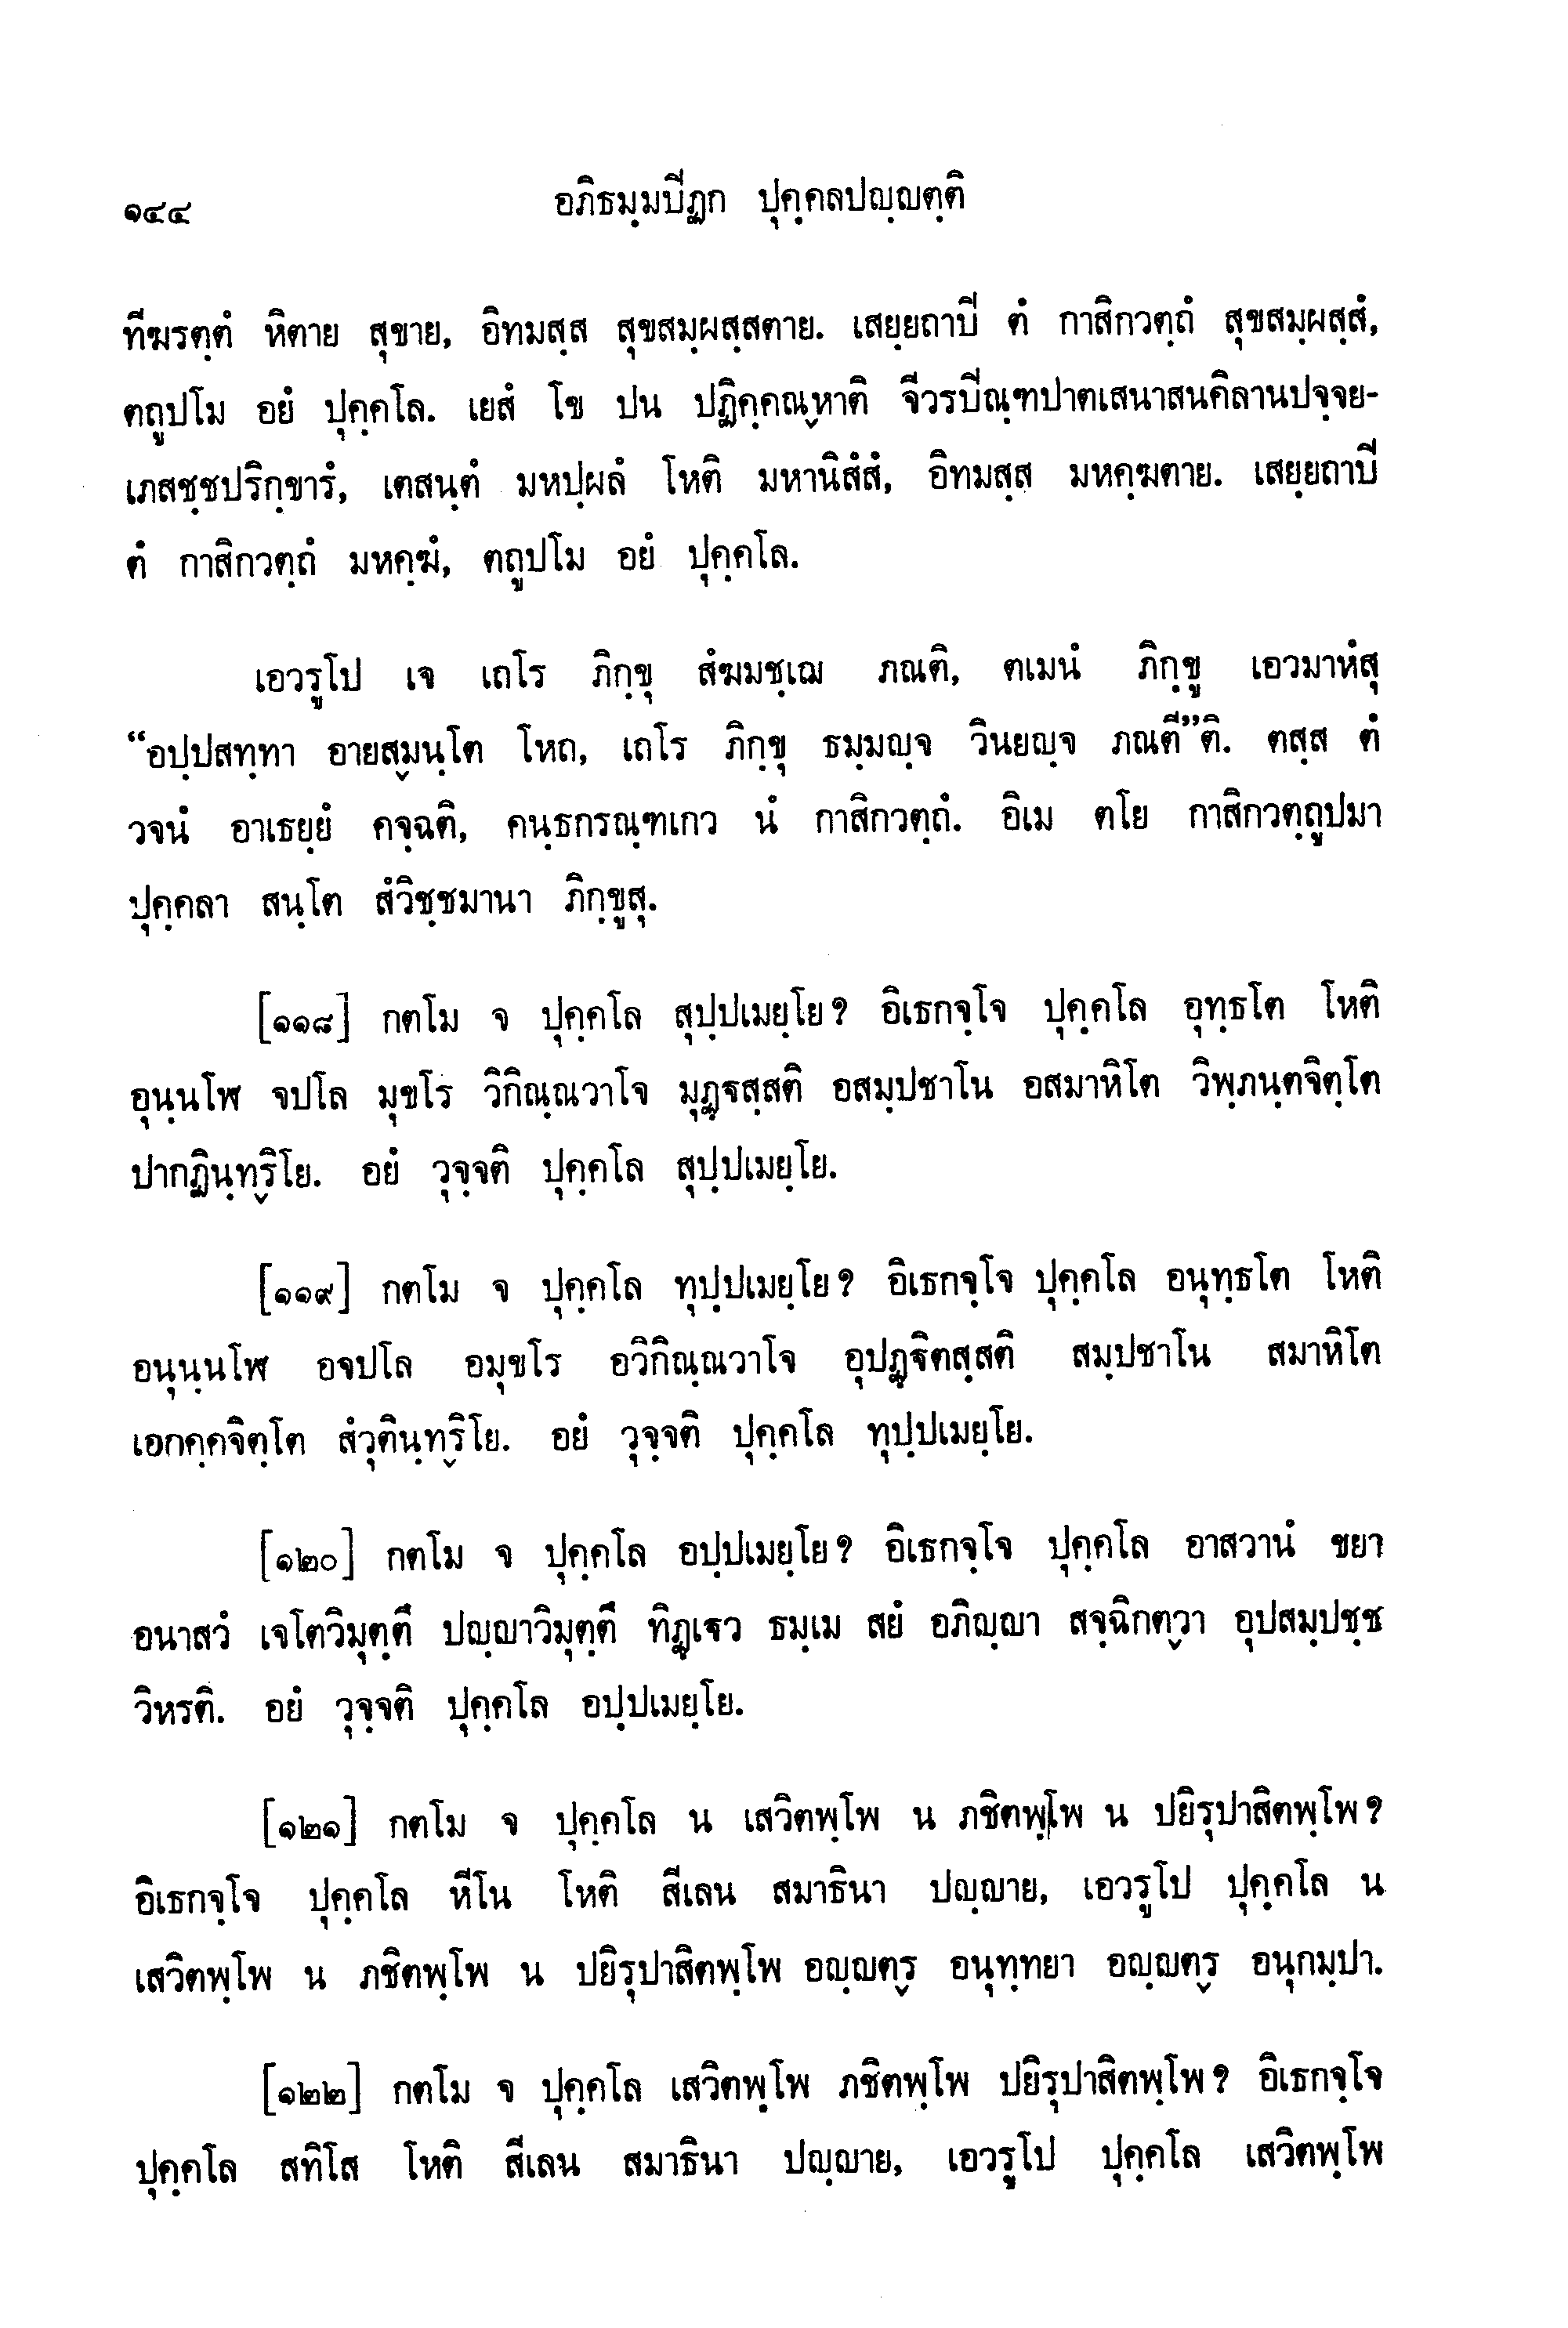 ๑๔๔ อภิธมฺมปิฏก ปุคฺคลปญฺญตฺติ
ทีฆรตฺตํ หิตาย สุขาย, อิทมสฺส สุขสมฺผสฺสตาย. เสยฺยถาปิ ตํ กาสิกวตฺถํ สุขสมฺผสฺสํ,
ตถูปโม อยํ ปุคฺคโล. เยสํ โข ปน ปฏิคฺคณฺหาติ จีวรปิณฺฑปาตเสนาสนคิลานปจฺจย-
เภสชฺชปริกฺขารํ, เตสนฺตํ มหปฺผลํ โหติ มหานิสํสํ, อิทมสฺส มหคฺฆตาย. เสยฺยถาปิ
ตํ กาสิกวตฺถํ มหคฺฆํ, ตถูปโม อยํ ปุคฺคโล.
เอวรูโป เจ เถโร ภิกฺขุ สํฆมชฺเฌ ภณติ, ตเมนํ ภิกฺขู เอวมาหํสุ
“อปฺปสทฺทา อายสฺมนฺโต โหถ, เถโร ภิกฺขุ ธมฺมญฺจ วินยญฺจ ภณตี”ติ. ตสฺส ตํ
วจนํ อาเธยฺยํ คจฺฉติ, คนฺธกรณฺฑเกว นํ กาสิกวตฺถํ. อิเม ตโย กาสิกวตฺถูปมา
ปุคฺคลา สนฺโต สํวิชฺชมานา ภิกฺขูสุ.
[๑๑๘] กตโม จ ปุคฺคโล สุปฺปเมยฺโย? อิเธกจฺโจ ปุคฺคโล อุทฺธโต โหติ
อุนฺนโฬ จปโล มุขโร วิกิณฺณวาโจ มุฏฺฐสฺสติ อสมฺปชาโน อสมาหิโต วิพฺภนฺตจิตฺโต
ปากฏินฺทฺริโย. อยํ วุจฺจติ ปุคฺคโล สุปฺปเมยฺโย.
[๑๑๙] กตโม จ ปุคฺคโล ทุปฺปเมยฺโย? อิเธกจฺโจ ปุคฺคโล อนุทฺธโต โหติ
อนุนฺนโฬ อจปโล อมุขโร อวิกิณฺณวาโจ อุปฏฺฐิตสฺสติ สมฺปชาโน สมาหิโต
เอกคฺคจิตฺโต สํวุตินฺทฺริโย. อยํ วุจฺจติ ปุคฺคโล ทุปฺปเมยฺโย.
[๑๒๐] กตโม จ ปุคฺคโล อปฺปเมยฺโย? อิเธกจฺโจ ปุคฺคโล อาสวานํ ขยา
อนาสวํ เจโตวิมุตฺตึ ปญฺญาวิมุตฺตึ ทิฏฺเฐว ธมฺเม สยํ อภิญฺญา สจฺฉิกตฺวา อุปสมฺปชฺช
วิหรติ. อยํ วุจฺจติ ปุคฺคโล อปฺปเมยฺโย.
[๑๒๑] กตโม จ ปุคฺคโล น เสวิตพฺโพ น ภชิตพฺโพ น ปยิรุปาสิตพฺโพ?
อิเธกจฺโจ ปุคฺคโล หีโน โหติ สีเลน สมาธินา ปญฺญาย, เอวรูโป ปุคฺคโล น
เสวิตพฺโพ น ภชิตพฺโพ น ปยิรุปาสิตพฺโพ อญฺญตฺร อนุทฺทยา อญฺญตฺร อนุกมฺปา.
[๑๒๒] กตโม จ ปุคฺคโล เสวิตพฺโพ ภชิตพฺโพ ปยิรุปาสิตพฺโพ? อิเธกจฺโจ
ปุคฺคโล สทิโส โหติ สีเลน สมาธินา ปญฺญาย, เอวรูโป ปุคฺคโล เสวิตพฺโพ